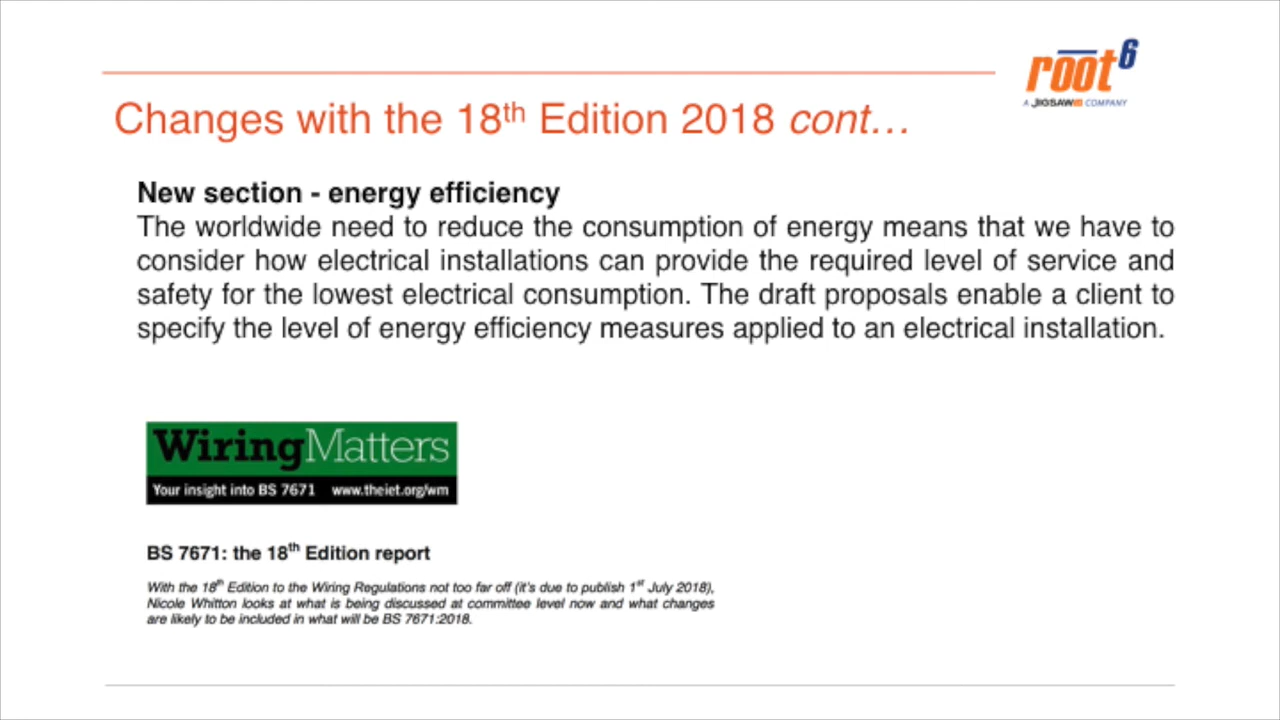 root6
A JIGSAW24 COMPANY
Changes with the 18th Edition 2018 cont…
New section - energy efficiency
The worldwide need to reduce the consumption of energy means that we have to
consider how electrical installations can provide the required level of service and
safety for the lowest electrical consumption. The draft proposals enable a client to
specify the level of energy efficiency measures applied to an electrical installation.
WiringMatters
Your insight into BS 7671 www.theiet.org/wm
BS 7671: the 18th Edition report
With the 18th Edition to the Wiring Regulations not too far off (it's due to publish 1st July 2018),
Nicole Whitton looks at what is being discussed at committee level now and what changes
are likely to be included in what will be BS 7671:2018.